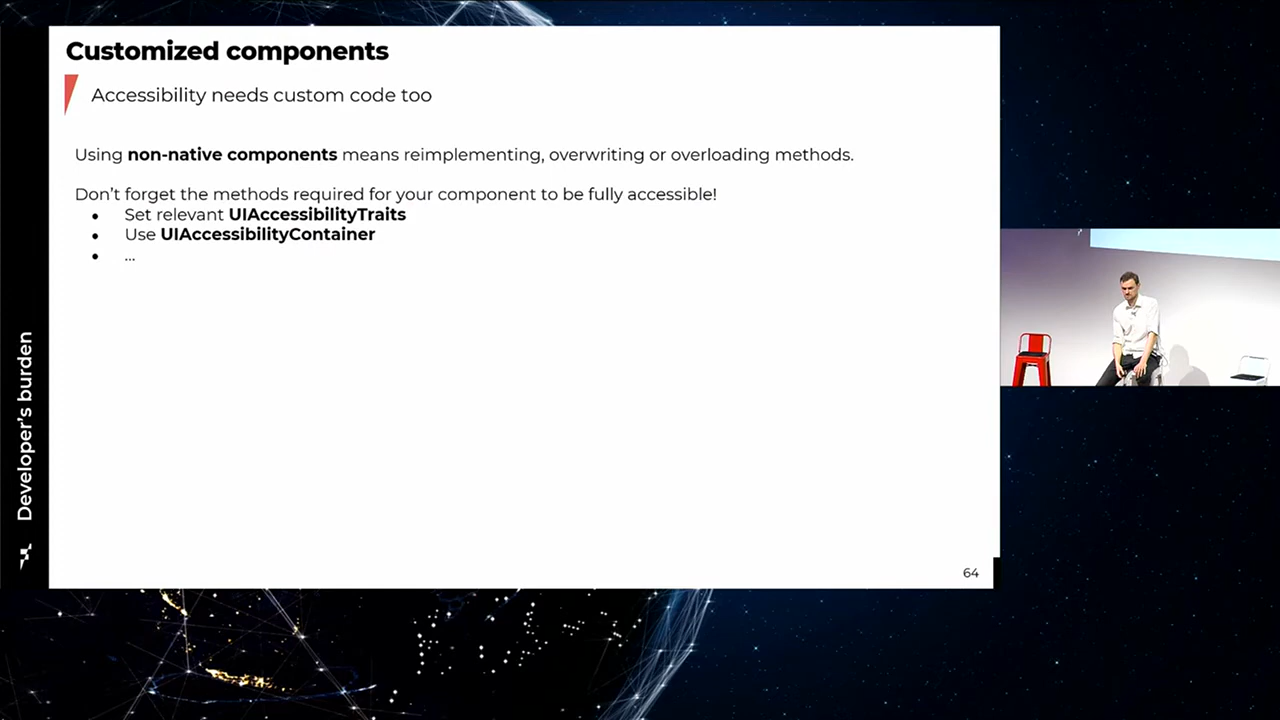 Customized components
Accessibility needs custom code too
Using non-native components means reimplementing, overwriting or overloading methods.
Don’t forget the methods required for your component to be fully accessible!
• Set relevant UIAccessibilityTraits
• Use UIAccessibilityContainer
• ...
Developer’s burden
64